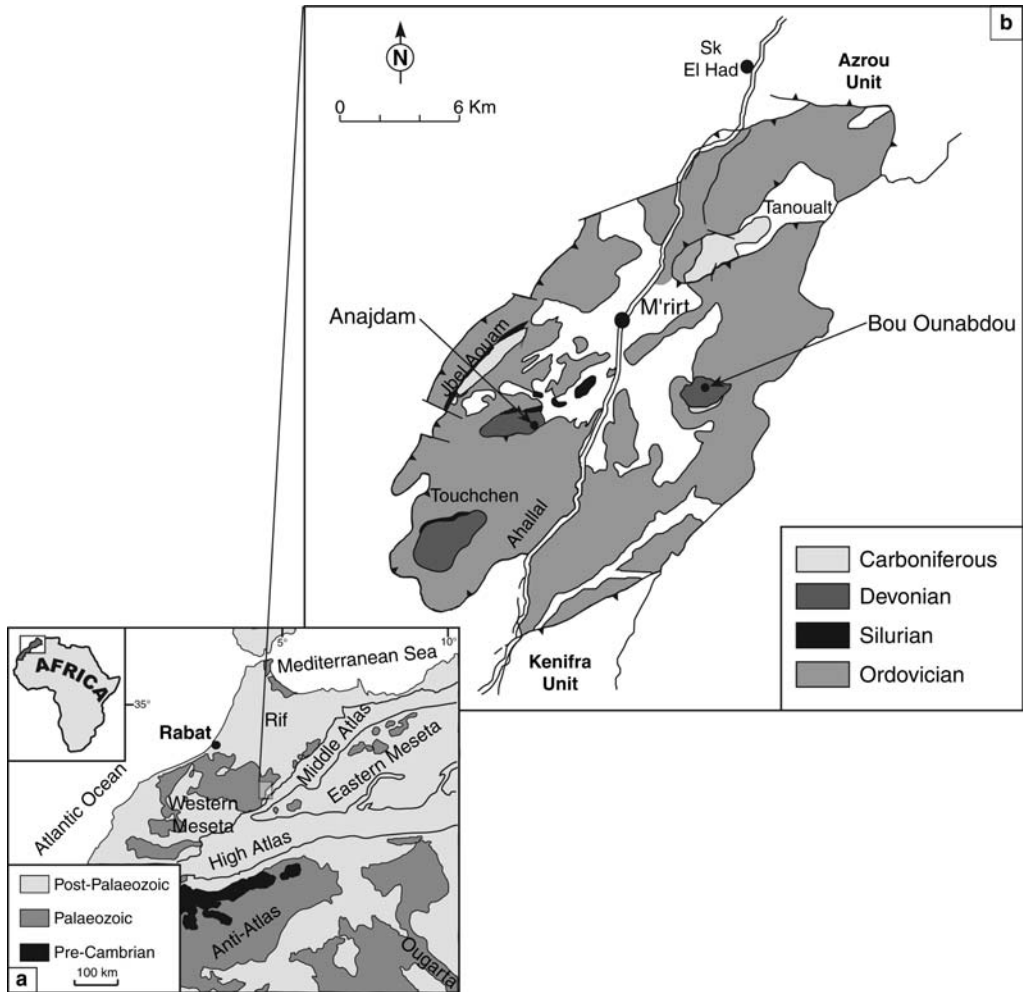 b
N
0 6 Km
Sk
El Had
Azrou
Unit
Tanoualt
M'rirt
Anajdam
Bou Ounabdou
Jbel Aouam
Touchchen
Ahallal
Kenifra
Unit
Carboniferous
Devonian
Silurian
Ordovician
AFRICA
5°
10°
Mediterranean Sea
35°
Rif
Rabat
Middle Atlas
Eastern Meseta
Atlantic Ocean
Western
Meseta
High Atlas
Anti-Atlas
Ougarta
Post-Palaeozoic
Palaeozoic
Pre-Cambrian
a
100 km